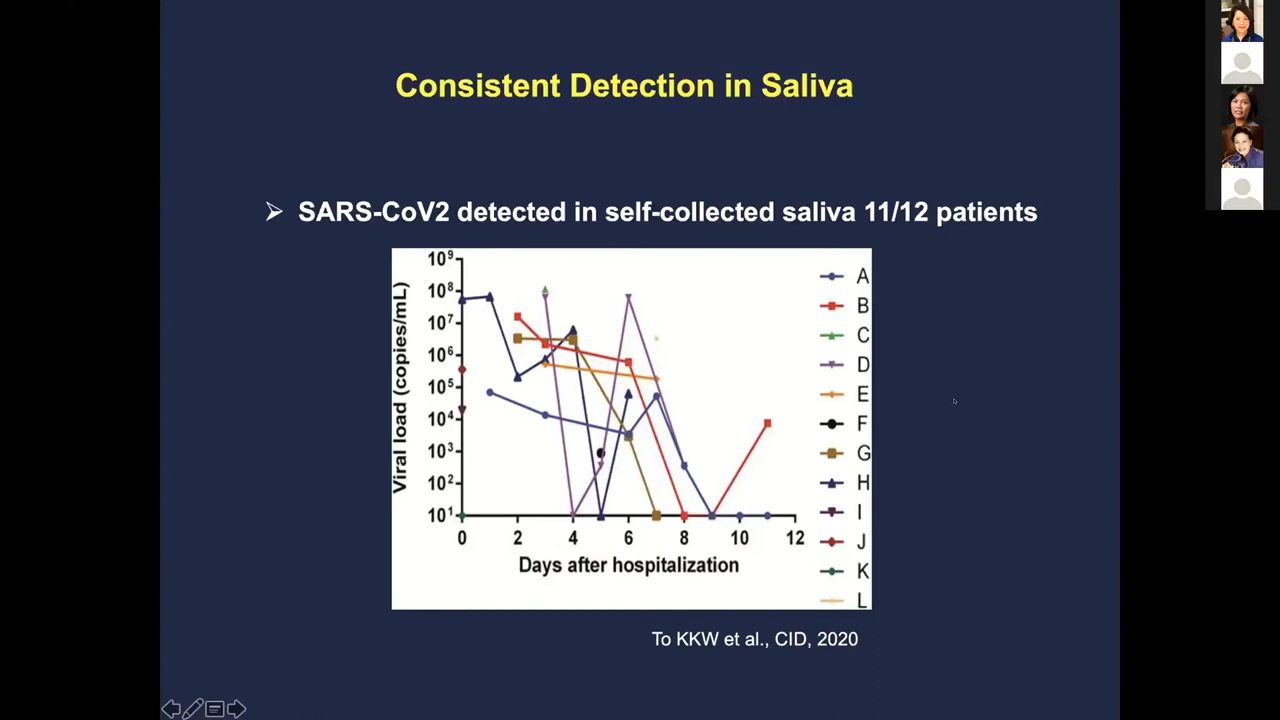 Consistent Detection in Saliva
SARS-CoV2 detected in self-collected saliva 11/12 patients
Viral load (copies/mL)
10⁹
10⁸
10⁷
10⁶
10⁵
10⁴
10³
10²
10¹
0 2 4 6 8 10 12
Days after hospitalization
A
B
C
D
E
F
G
H
I
J
K
L
To KKW et al., CID, 2020